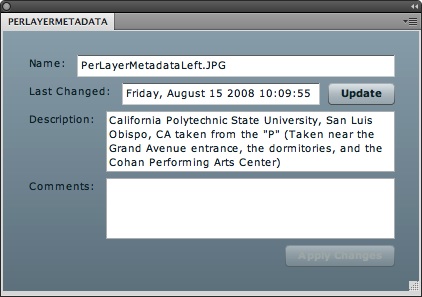 PERLAYERMETADATA
Name: PerLayerMetadataLeft.JPG
Last Changed: Friday, August 15 2008 10:09:55 Update
Description: California Polytechnic State University, San Luis
Obispo, CA taken from the "P" (Taken near the
Grand Avenue entrance, the dormitories, and the
Cohan Performing Arts Center)
Comments:
Apply Changes